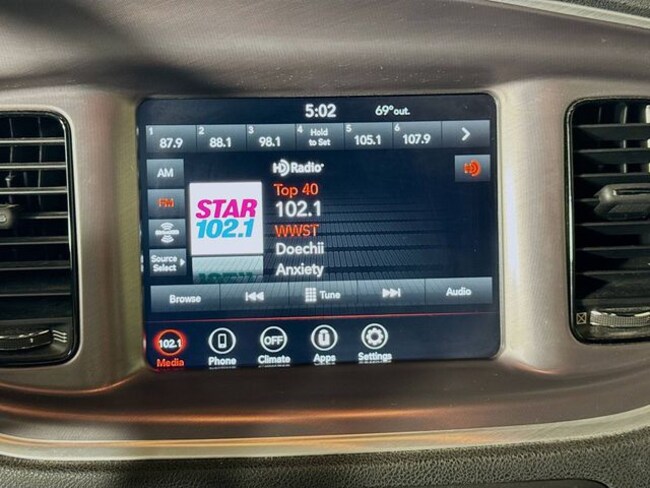 5:02 69° out.
1 87.9 2 88.1 3 98.1 4 Hold to Set 5 105.1 6 107.9
AM
HD Radio
FM
STAR
102.1
Top 40
102.1
WWST
Doechii
Anxiety
Source
Select
Browse Tune Audio
102.1 OFF
Media Phone Climate Apps Settings